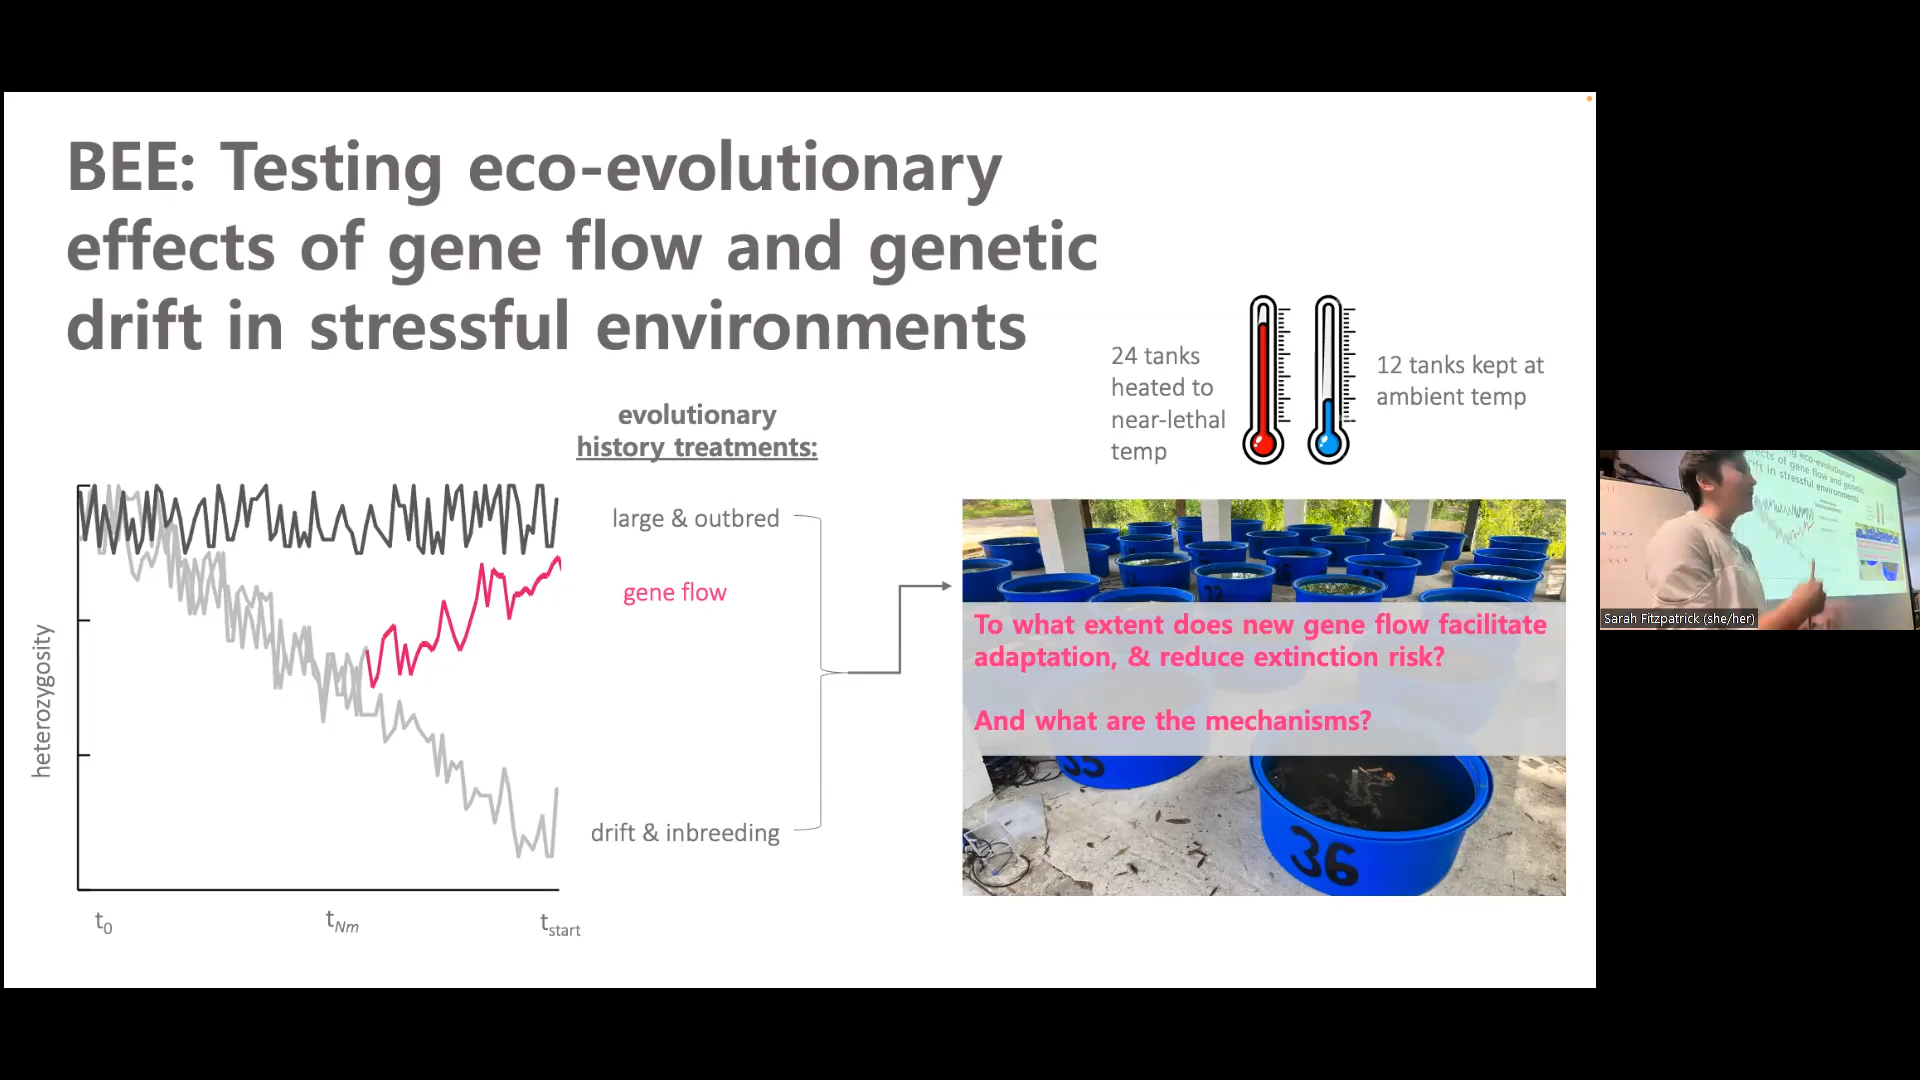 BEE: Testing eco-evolutionary
effects of gene flow and genetic
drift in stressful environments
24 tanks
heated to
near-lethal
temp
12 tanks kept at
ambient temp
evolutionary
history treatments:
large & outbred
gene flow
drift & inbreeding
heterozygosity
t0
tNm
tstart
To what extent does new gene flow facilitate
adaptation, & reduce extinction risk?
And what are the mechanisms?
35
36
Sarah Fitzpatrick (she/her)